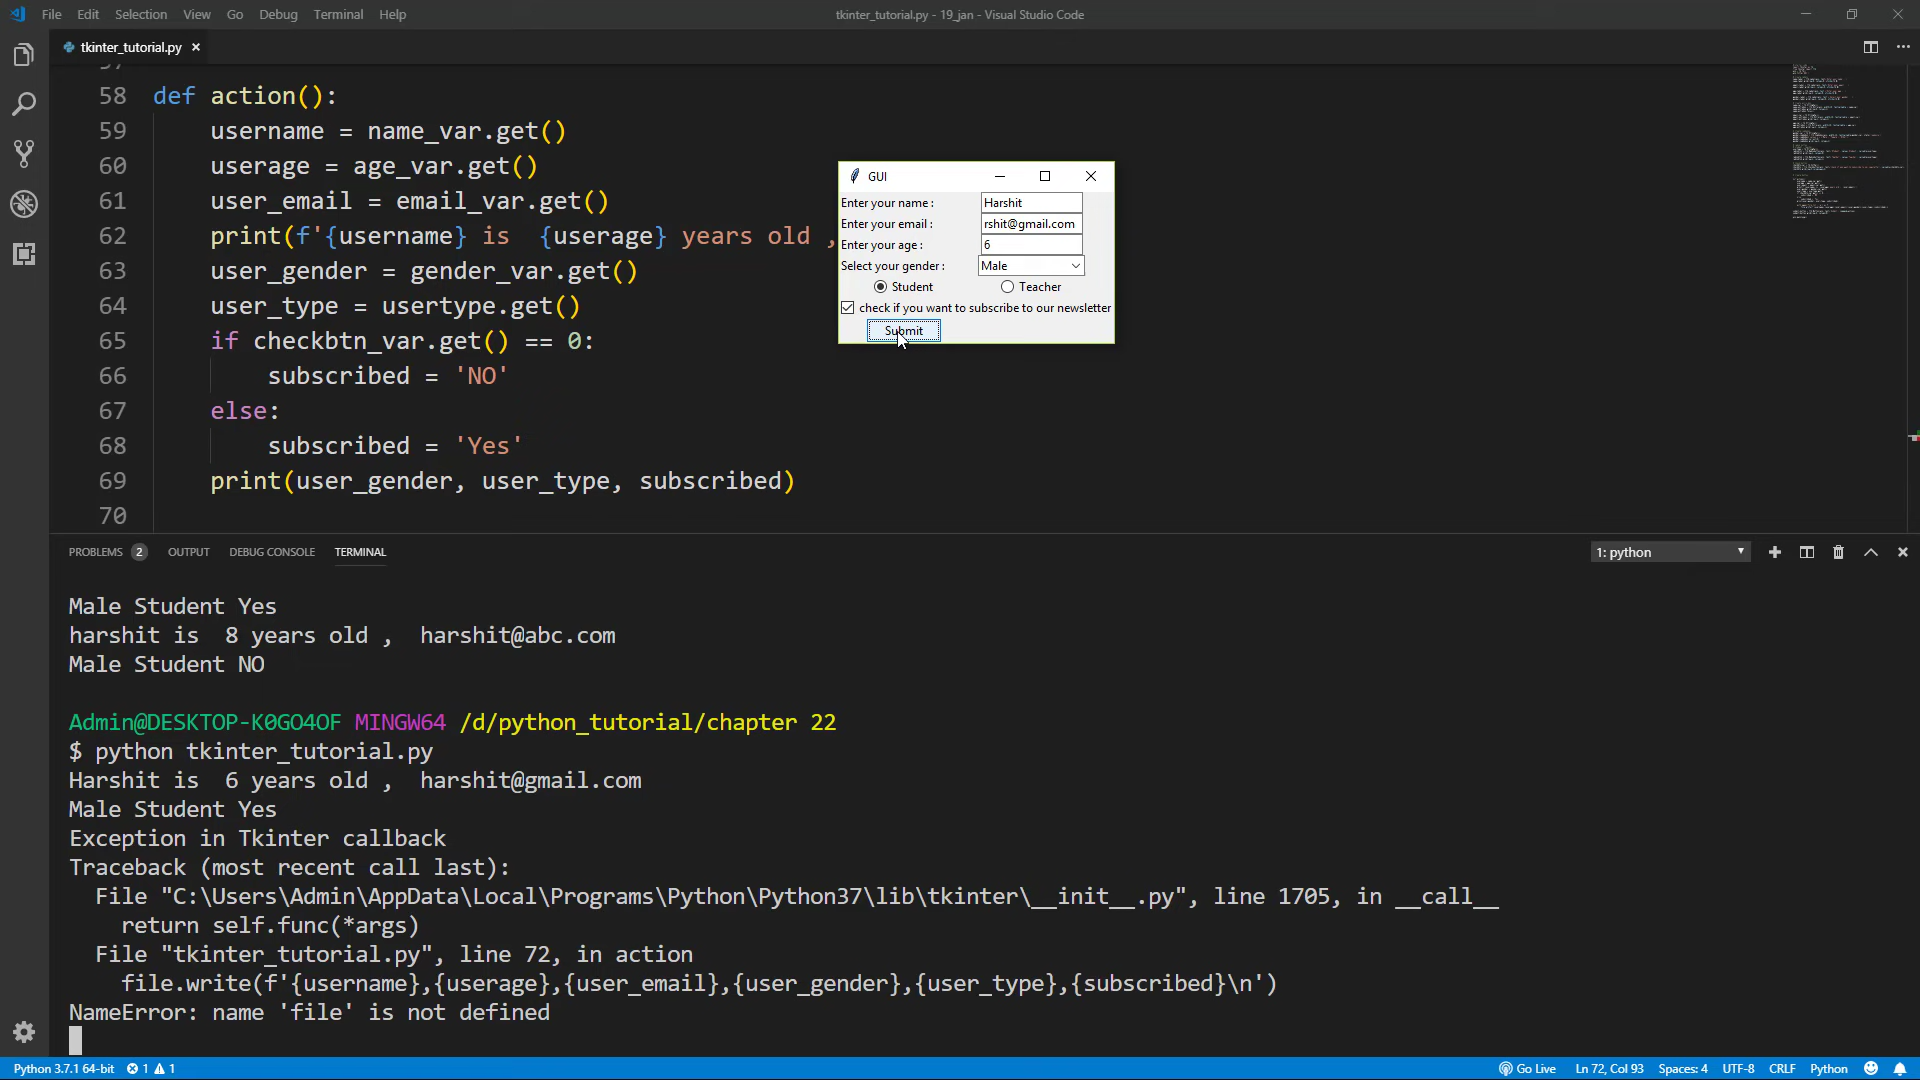 File Edit Selection View Go Debug Terminal Help
tkinter_tutorial.py - 19_jan - Visual Studio Code
tkinter_tutorial.py
58 def action():
59 username = name_var.get()
60 userage = age_var.get()
61 user_email = email_var.get()
62 print(f'{username} is  {userage} years old ,
63 user_gender = gender_var.get()
64 user_type = usertype.get()
65 if checkbtn_var.get() == 0:
66 subscribed = 'NO'
67 else:
68 subscribed = 'Yes'
69 print(user_gender, user_type, subscribed)
70
GUI
Enter your name : Harshit
Enter your email : rshit@gmail.com
Enter your age : 6
Select your gender : Male
Student Teacher
check if you want to subscribe to our newsletter
Submit
PROBLEMS 2 OUTPUT DEBUG CONSOLE TERMINAL 1: python
Male Student Yes
harshit is  8 years old ,  harshit@abc.com
Male Student NO
Admin@DESKTOP-K0GO4OF MINGW64 /d/python_tutorial/chapter 22
$ python tkinter_tutorial.py
Harshit is  6 years old ,  harshit@gmail.com
Male Student Yes
Exception in Tkinter callback
Traceback (most recent call last):
File "C:\Users\Admin\AppData\Local\Programs\Python\Python37\lib\tkinter\__init__.py", line 1705, in __call__
return self.func(*args)
File "tkinter_tutorial.py", line 72, in action
file.write(f'{username},{userage},{user_email},{user_gender},{user_type},{subscribed}\n')
NameError: name 'file' is not defined
Python 3.7.1 64-bit 1 1 Go Live Ln 72, Col 93 Spaces: 4 UTF-8 CRLF Python